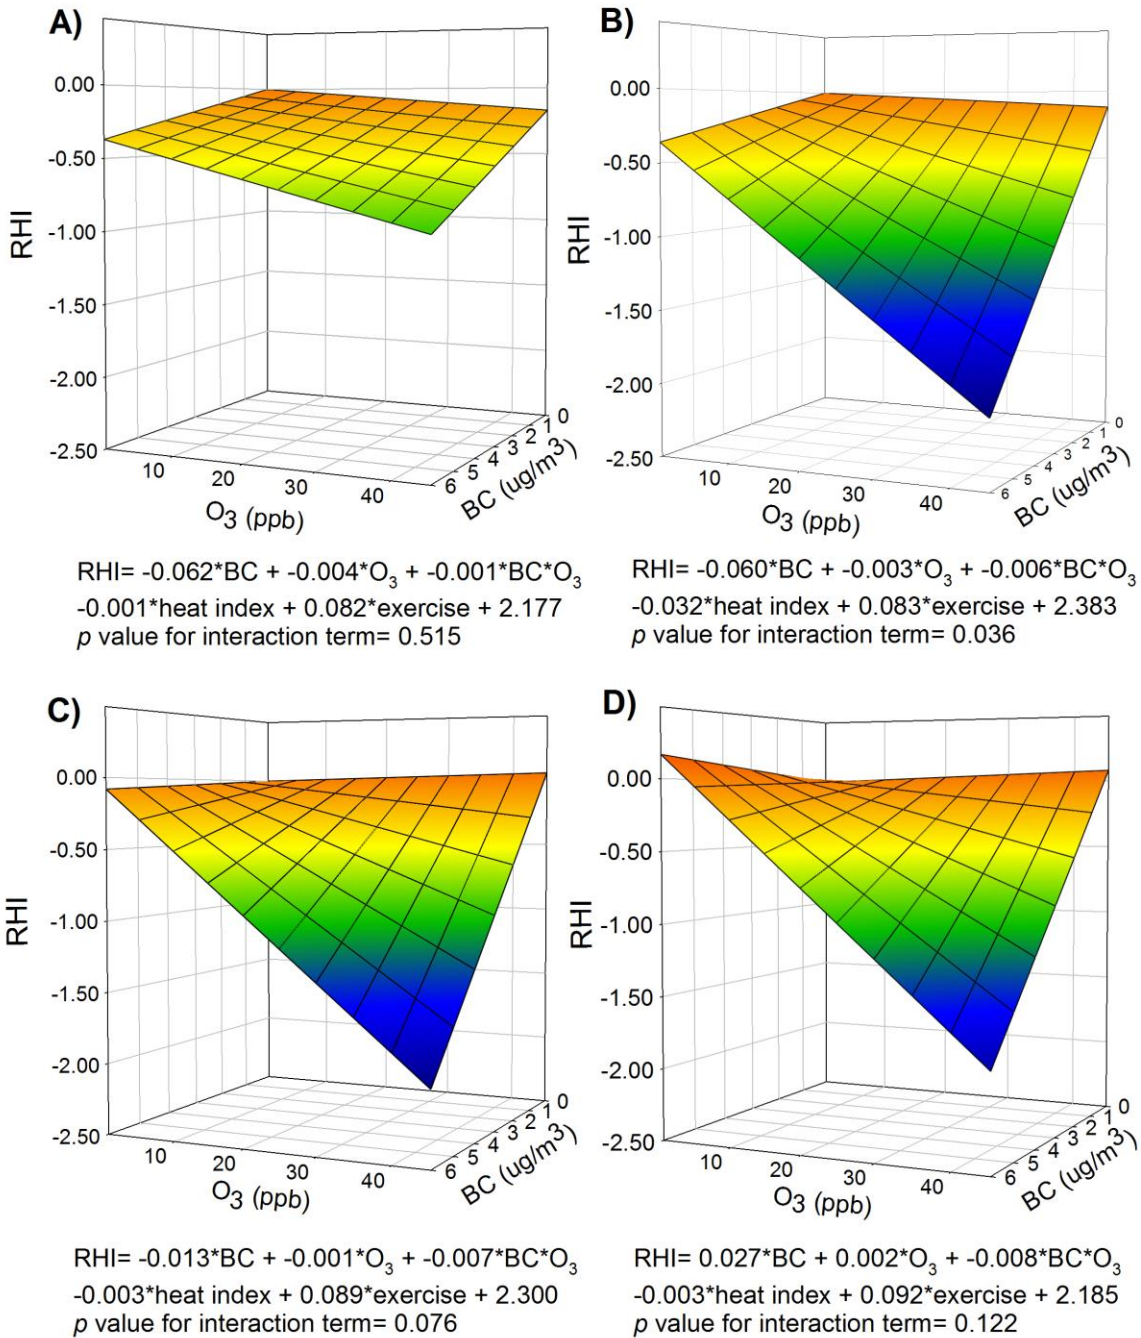 A)
0.00
-0.50
-1.00
-1.50
-2.00
-2.50
RHI
10
20
30
40
O3 (ppb)
6 5 4 3 2 1 0
BC (ug/m3)
RHI= -0.062*BC + -0.004*O3 + -0.001*BC*O3
-0.001*heat index + 0.082*exercise + 2.177
p value for interaction term= 0.515
B)
0.00
-0.50
-1.00
-1.50
-2.00
-2.50
RHI
10
20
30
40
O3 (ppb)
6 5 4 3 2 1 0
BC (ug/m3)
RHI= -0.060*BC + -0.003*O3 + -0.006*BC*O3
-0.032*heat index + 0.083*exercise + 2.383
p value for interaction term= 0.036
C)
0.00
-0.50
-1.00
-1.50
-2.00
-2.50
RHI
10
20
30
40
O3 (ppb)
6 5 4 3 2 1 0
BC (ug/m3)
RHI= -0.013*BC + -0.001*O3 + -0.007*BC*O3
-0.003*heat index + 0.089*exercise + 2.300
p value for interaction term= 0.076
D)
0.00
-0.50
-1.00
-1.50
-2.00
-2.50
RHI
10
20
30
40
O3 (ppb)
6 5 4 3 2 1 0
BC (ug/m3)
RHI= 0.027*BC + 0.002*O3 + -0.008*BC*O3
-0.003*heat index + 0.092*exercise + 2.185
p value for interaction term= 0.122